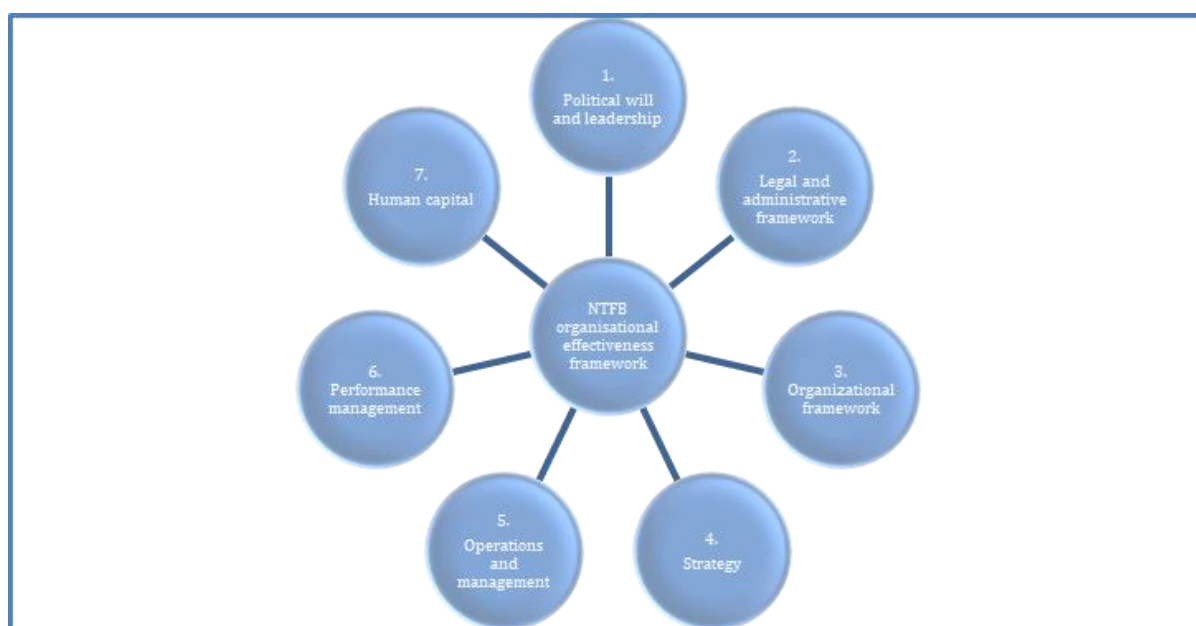 1.
Political will
and leadership
2.
Legal and
administrative
framework
3.
Organizational
framework
4.
Strategy
5.
Operations
and
management
6.
Performance
management
7.
Human capital
NTFB
organisational
effectiveness
framework